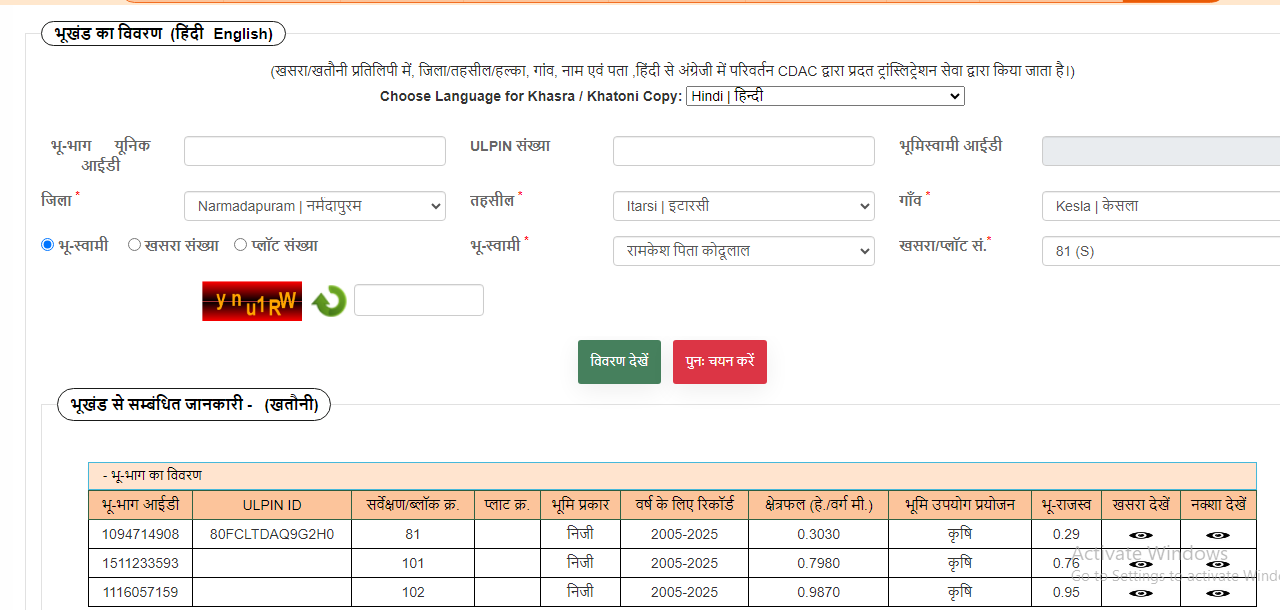 भूखंड का विवरण (हिंदी English)
(खसरा/खतौनी प्रतिलिपी में, जिला/तहसील/हल्का, गांव, नाम एवं पता ,हिंदी से अंग्रेजी में परिवर्तन CDAC द्वारा प्रदत ट्रांस्लिट्रेशन सेवा द्वारा किया जाता है।)
Choose Language for Khasra / Khatoni Copy: Hindi | हिन्दी
भू-भाग यूनिक आईडी ULPIN संख्या भूमिस्वामी आईडी
जिला * Narmadapuram | नर्मदापुरम तहसील * Itarsi | इटारसी गाँव * Kesla | केसला
भू-स्वामी खसरा संख्या प्लॉट संख्या भू-स्वामी * रामकेश पिता कोदूलाल खसरा/प्लॉट सं.* 81 (S)
y n u1RW
विवरण देखें पुनः चयन करें
भूखंड से सम्बंधित जानकारी - (खतौनी)
- भू-भाग का विवरण
भू-भाग आईडी ULPIN ID सर्वेक्षण/ब्लॉक क्र. प्लाट क्र. भूमि प्रकार वर्ष के लिए रिकॉर्ड क्षेत्रफल (हे./वर्ग मी.) भूमि उपयोग प्रयोजन भू-राजस्व खसरा देखें नक्शा देखें
1094714908 80FCLTDAQ9G2H0 81 निजी 2005-2025 0.3030 कृषि 0.29
1511233593 101 निजी 2005-2025 0.7980 कृषि 0.76
1116057159 102 निजी 2005-2025 0.9870 कृषि 0.95
Activate Windows
Go to Settings to activate Wind